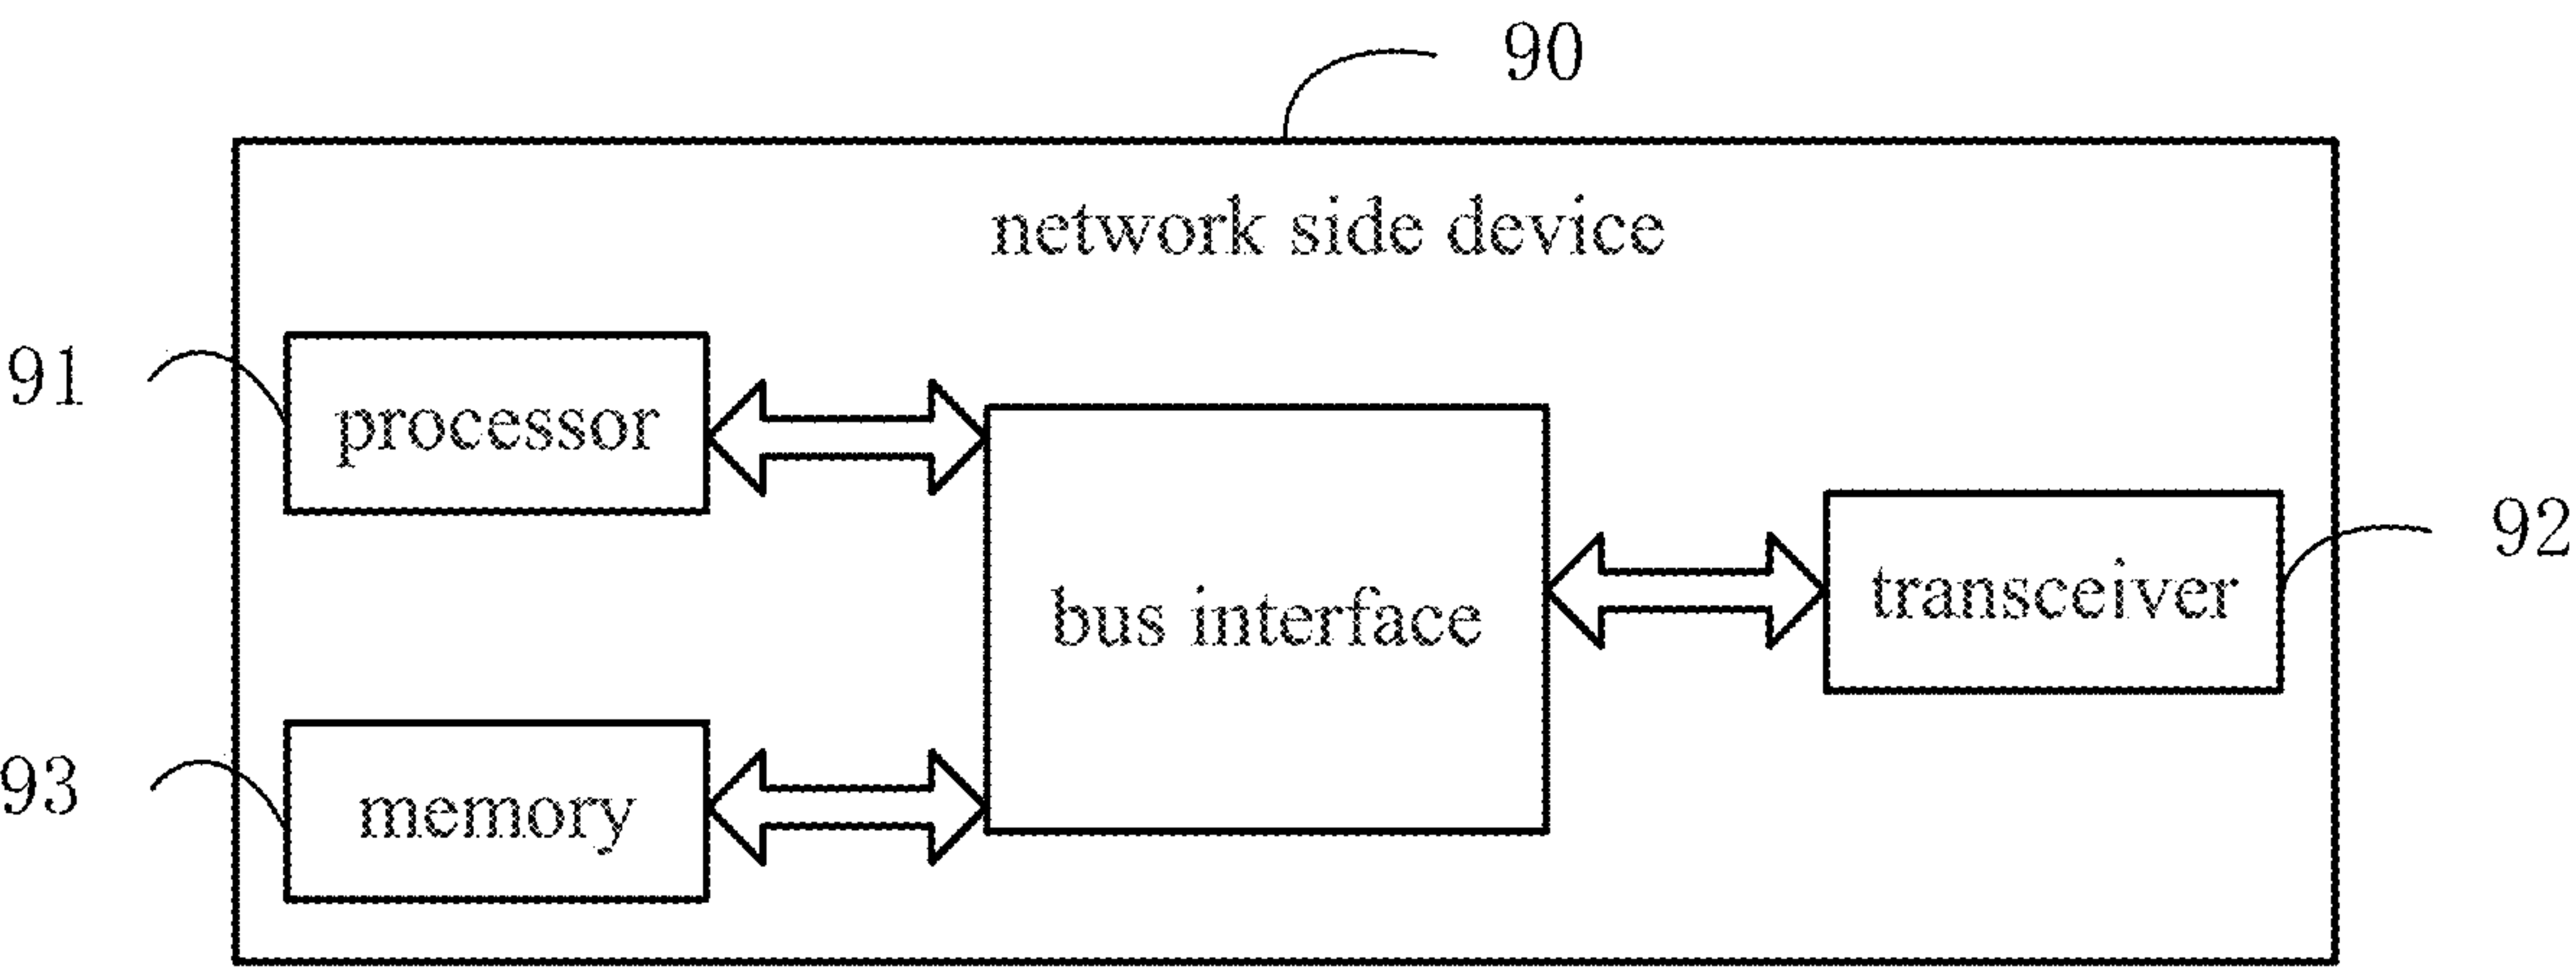 90
network side device
91
processor
bus interface
transceiver
92
93
memory